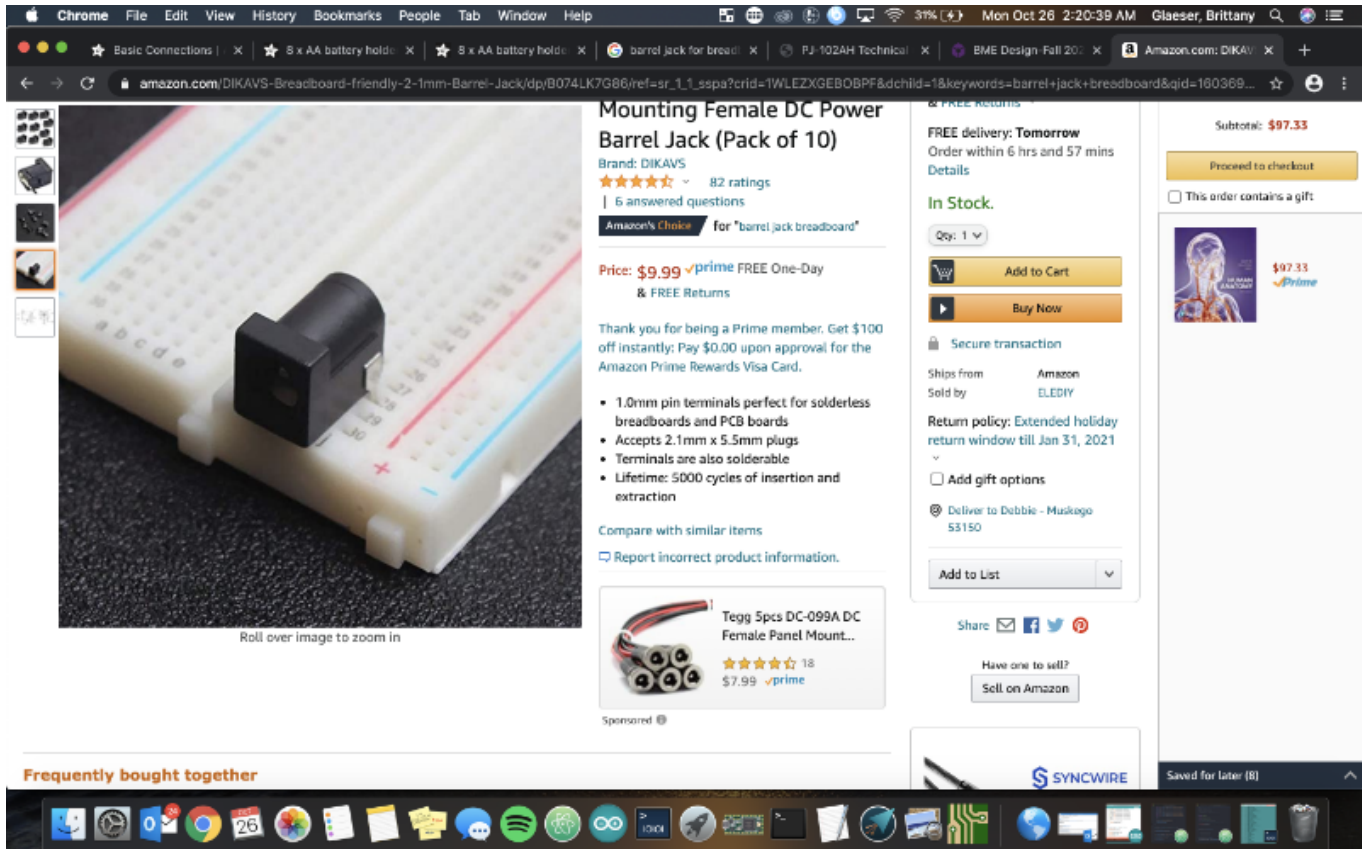 Chrome File Edit View History Bookmarks People Tab Window Help 31% Mon Oct 26 2:20:39 AM Glaeser, Brittany
Basic Connections | 8 x AA battery holde 8 x AA battery holde barrel jack for bread PJ-102AH Technical BME Design-Fall 202 Amazon.com: DIKAV
amazon.com/DIKAVS-Breadboard-friendly-2-1mm-Barrel-Jack/dp/B074LK7G86/ref=sr_1_1_sspa?crid=1WLEZXGEBOBPF&dchild=1&keywords=barrel+jack+breadboard&qid=160369...
Mounting Female DC Power
Barrel Jack (Pack of 10)
Brand: DIKAVS
82 ratings
| 6 answered questions
Amazon's Choice for "barrel jack breadboard"
Price: $9.99 prime FREE One-Day
& FREE Returns
Thank you for being a Prime member. Get $100
off instantly: Pay $0.00 upon approval for the
Amazon Prime Rewards Visa Card.
• 1.0mm pin terminals perfect for solderless
breadboards and PCB boards
• Accepts 2.1mm x 5.5mm plugs
• Terminals are also solderable
• Lifetime: 5000 cycles of insertion and
extraction
Compare with similar items
Report incorrect product information.
Tegg 5pcs DC-099A DC
Female Panel Mount...
18
$7.99 prime
Sponsored
a b c d e
25
26
27
28
29
30
+
−
Roll over image to zoom in
Frequently bought together
& FREE Returns
FREE delivery: Tomorrow
Order within 6 hrs and 57 mins
Details
In Stock.
Qty: 1
Add to Cart
Buy Now
Secure transaction
Ships from Amazon
Sold by ELEDIY
Return policy: Extended holiday
return window till Jan 31, 2021
Add gift options
Deliver to Debbie - Muskego
53150
Add to List
Share
Have one to sell?
Sell on Amazon
SYNCWIRE
Subtotal: $97.33
Proceed to checkout
This order contains a gift
HUMAN
ANATOMY
$97.33
Prime
Saved for later (8)
OCT
26